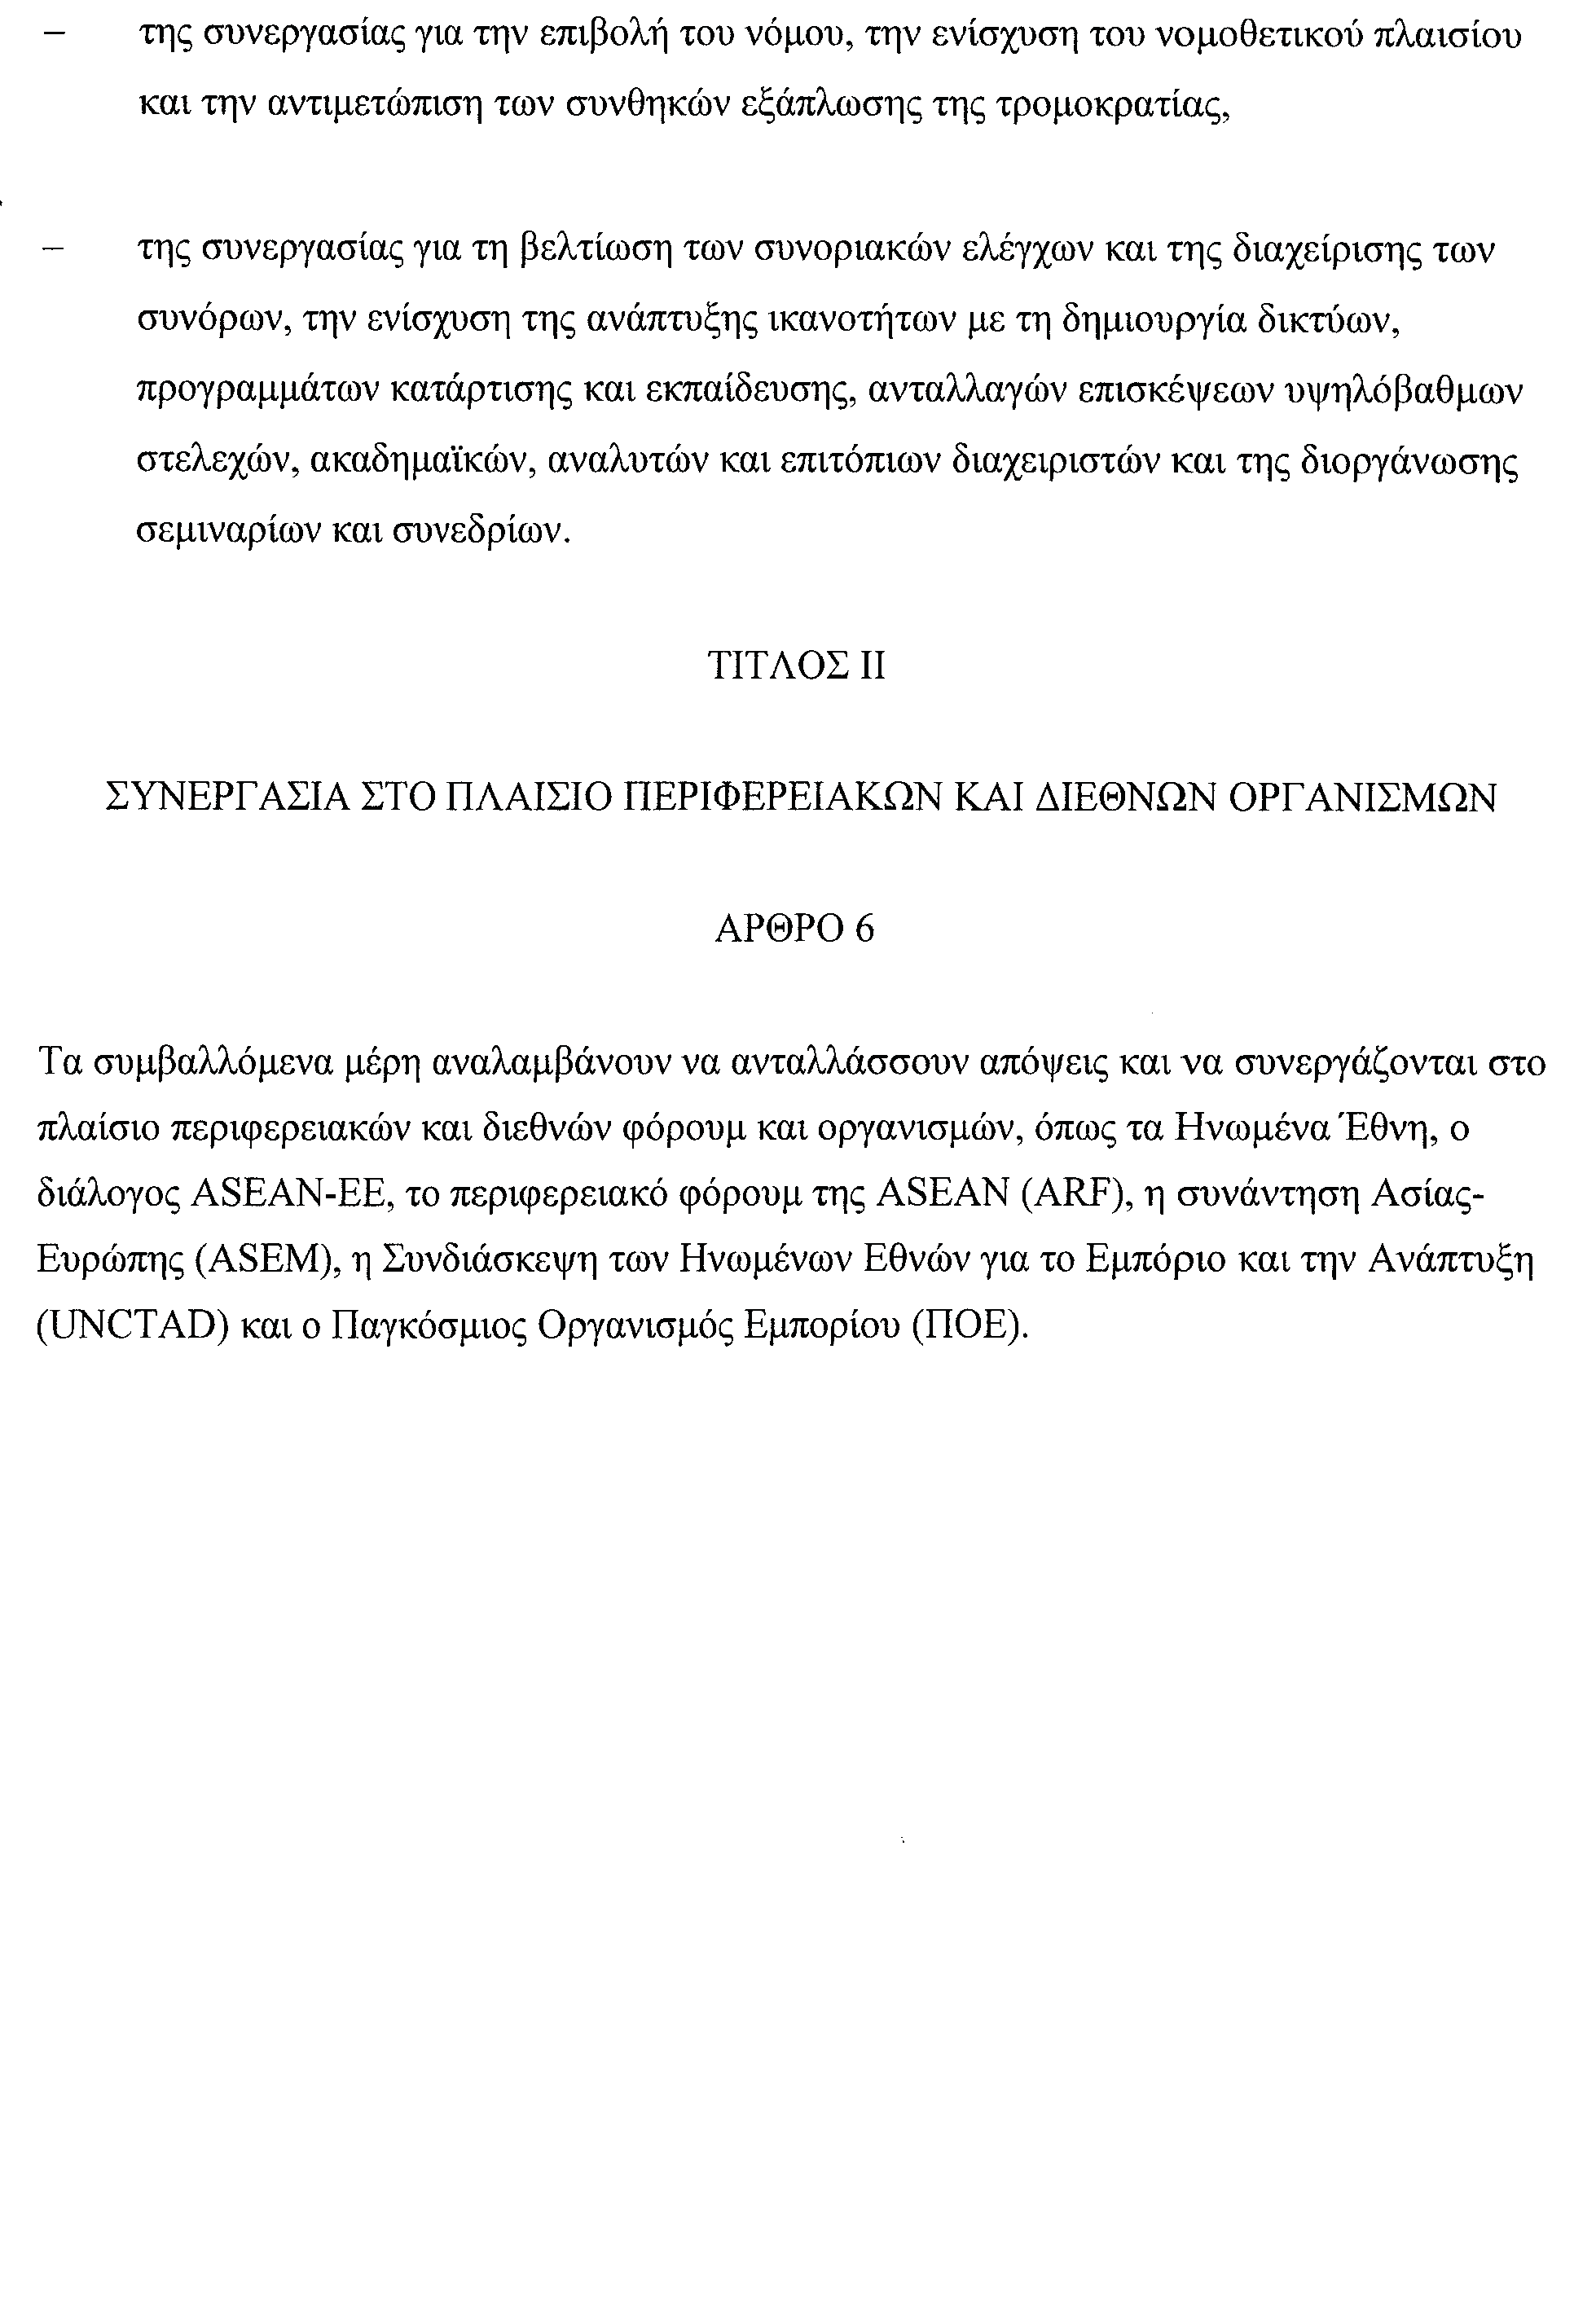 – της συνεργασίας για την επιβολή του νόμου, την ενίσχυση του νομοθετικού πλαισίου
και την αντιμετώπιση των συνθηκών εξάπλωσης της τρομοκρατίας,
– της συνεργασίας για τη βελτίωση των συνοριακών ελέγχων και της διαχείρισης των
συνόρων, την ενίσχυση της ανάπτυξης ικανοτήτων με τη δημιουργία δικτύων,
προγραμμάτων κατάρτισης και εκπαίδευσης, ανταλλαγών επισκέψεων υψηλόβαθμων
στελεχών, ακαδημαϊκών, αναλυτών και επιτόπιων διαχειριστών και της διοργάνωσης
σεμιναρίων και συνεδρίων.
ΤΙΤΛΟΣ ΙΙ
ΣΥΝΕΡΓΑΣΙΑ ΣΤΟ ΠΛΑΙΣΙΟ ΠΕΡΙΦΕΡΕΙΑΚΩΝ ΚΑΙ ΔΙΕΘΝΩΝ ΟΡΓΑΝΙΣΜΩΝ
ΑΡΘΡΟ 6
Τα συμβαλλόμενα μέρη αναλαμβάνουν να ανταλλάσσουν απόψεις και να συνεργάζονται στο
πλαίσιο περιφερειακών και διεθνών φόρουμ και οργανισμών, όπως τα Ηνωμένα Έθνη, ο
διάλογος ASEAN-ΕΕ, το περιφερειακό φόρουμ της ASEAN (ARF), η συνάντηση Ασίας-
Ευρώπης (ASEM), η Συνδιάσκεψη των Ηνωμένων Εθνών για το Εμπόριο και την Ανάπτυξη
(UNCTAD) και ο Παγκόσμιος Οργανισμός Εμπορίου (ΠΟΕ).